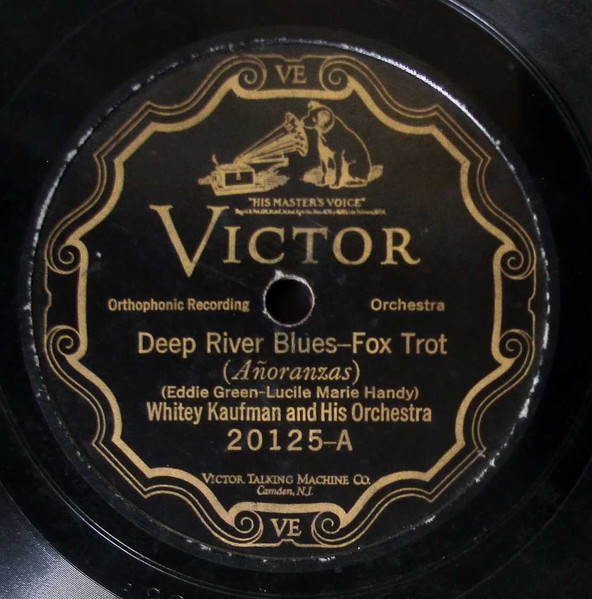 VE
"HIS MASTER'S VOICE"
VICTOR
Orthophonic Recording Orchestra
Deep River Blues–Fox Trot
(Añoranzas)
(Eddie Green-Lucile Marie Handy)
Whitey Kaufman and His Orchestra
20125-A
VICTOR TALKING MACHINE CO.
Camden, N.J.
VE